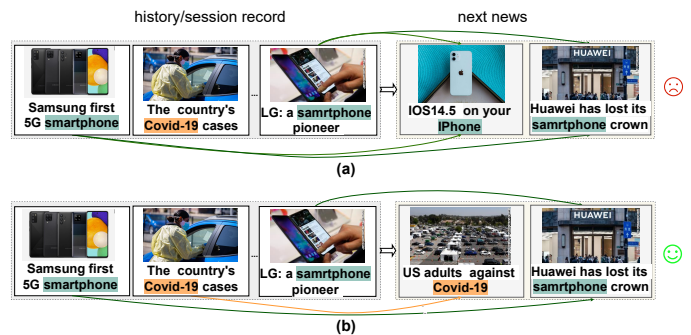 history/session record
next news
HUAWEI
Samsung first
5G smartphone
The country's
Covid-19 cases
...
LG: a samrtphone
pioneer
IOS14.5 on your
IPhone
Huawei has lost its
samrtphone crown
(a)
HUAWEI
Samsung first
5G smartphone
The country's
Covid-19 cases
...
LG: a samrtphone
pioneer
US adults against
Covid-19
Huawei has lost its
samrtphone crown
(b)